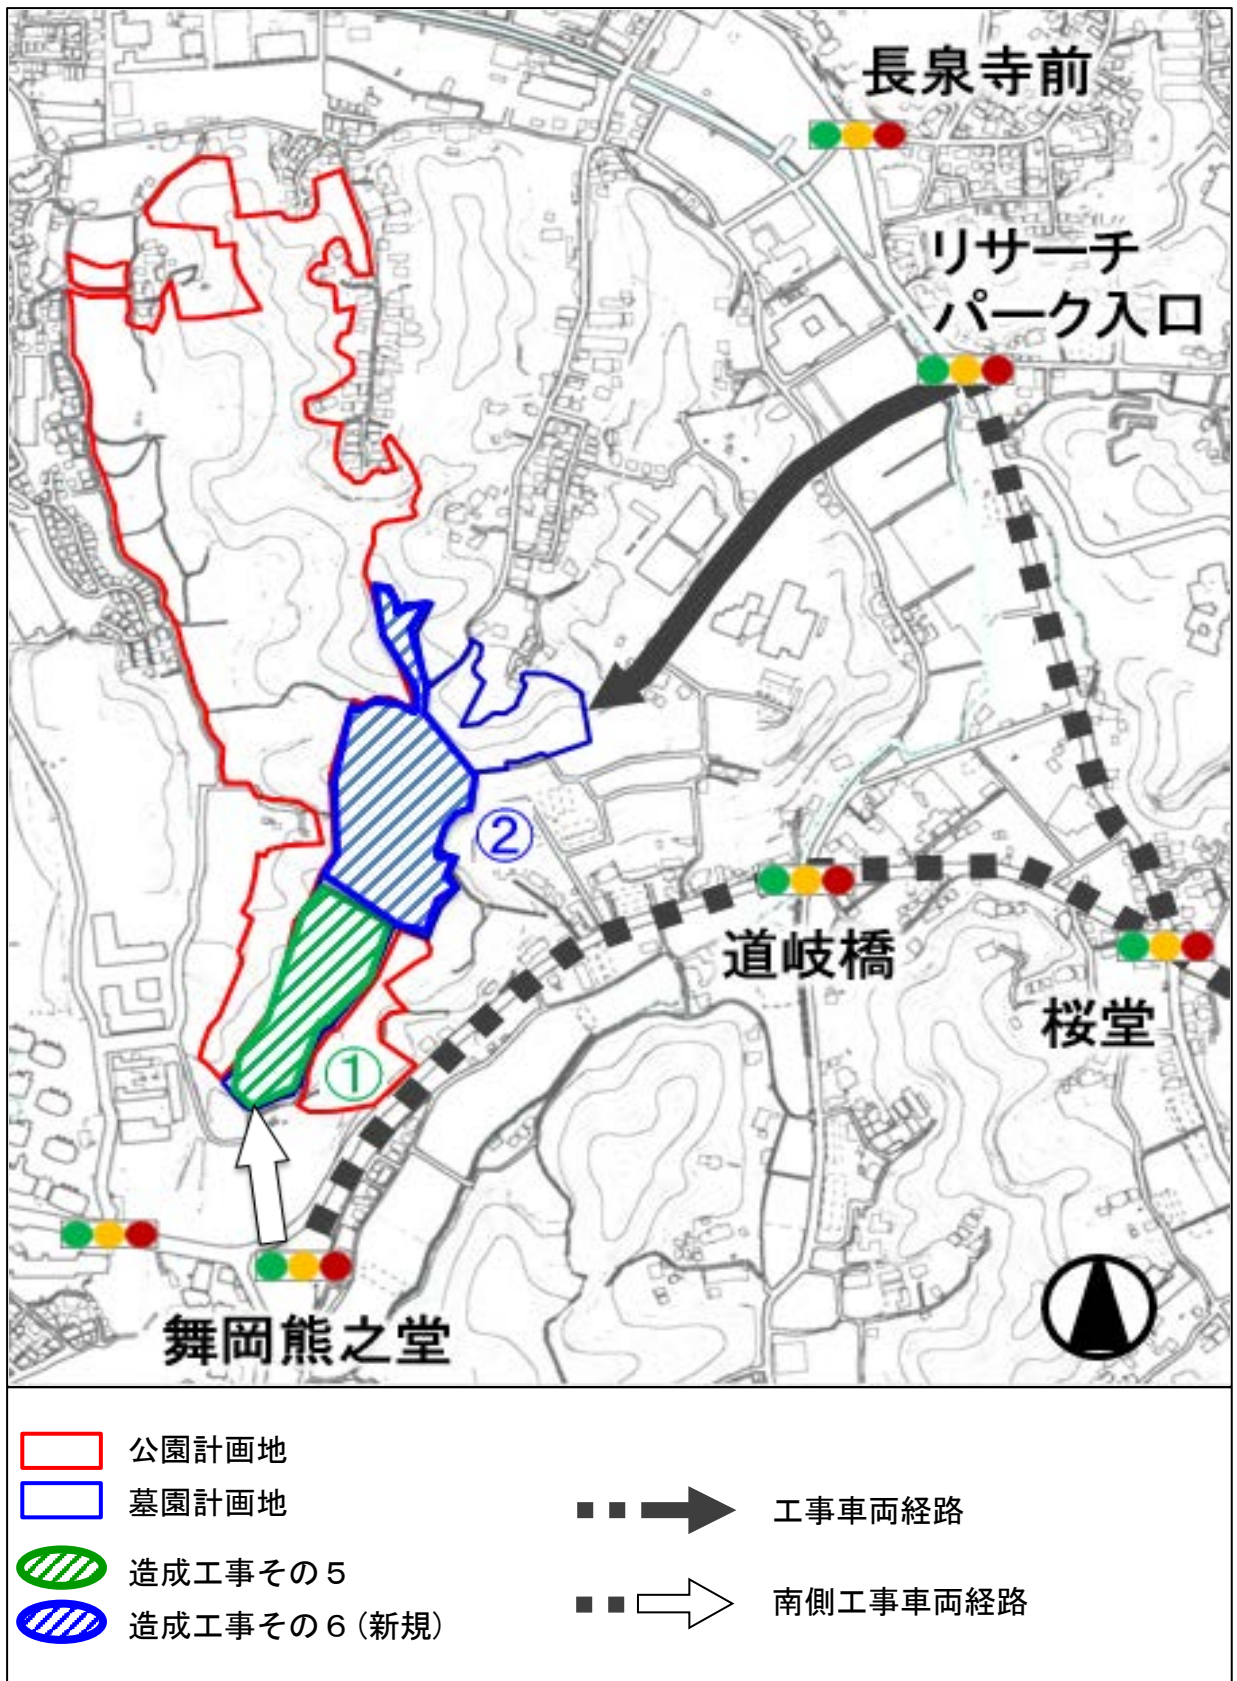 長泉寺前
リサーチ
パーク入口
②
道岐橋
桜堂
①
舞岡熊之堂
公園計画地
墓園計画地
造成工事その５
造成工事その６(新規)
工事車両経路
南側工事車両経路